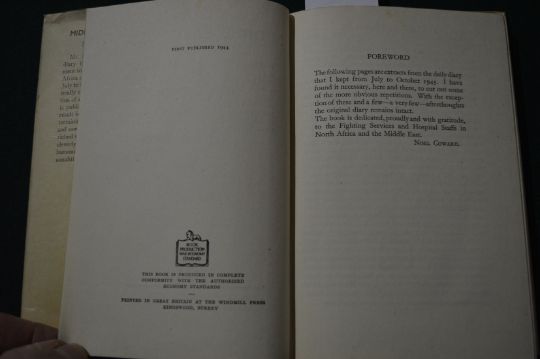 MIDD
FIRST PUBLISHED 1944
BOOK
PRODUCTION
WAR ECONOMY
STANDARD
THIS BOOK IS PRODUCED IN COMPLETE
CONFORMITY WITH THE AUTHORISED
ECONOMY STANDARDS
PRINTED IN GREAT BRITAIN AT THE WINDMILL PRESS
KINGSWOOD, SURREY
FOREWORD
The following pages are extracts from the daily diary
that I kept from July to October 1943. I have
found it necessary, here and there, to cut out some
of the more obvious repetitions. With the excep-
tion of these and a few—a very few—afterthoughts
the original diary remains intact.
The book is dedicated, proudly and with gratitude,
to the Fighting Services and Hospital Staffs in
North Africa and the Middle East.
NOEL COWARD.